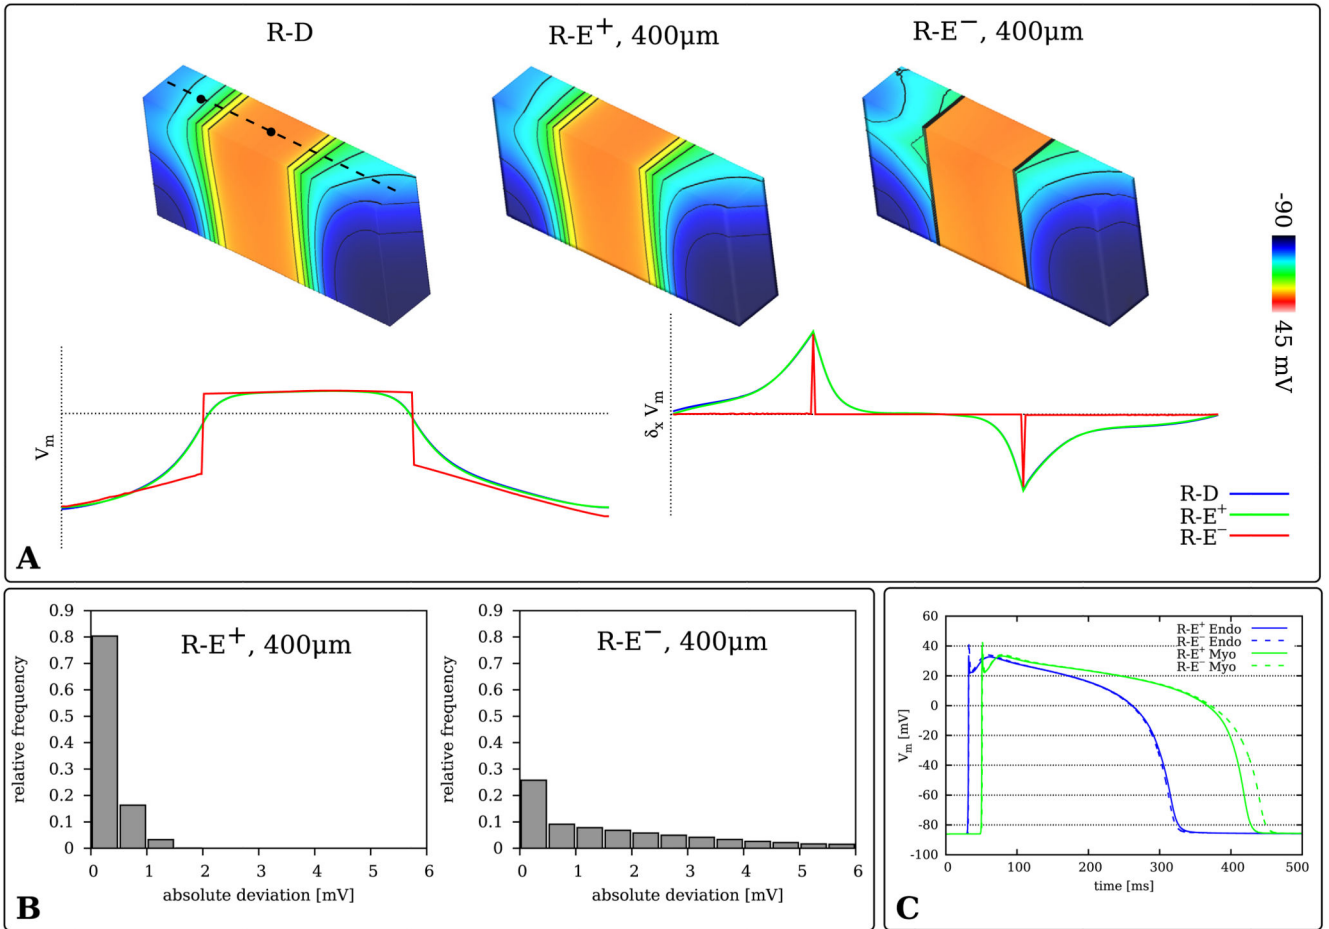 R-D
R-E⁺, 400μm
R-E⁻, 400μm
-90
45 mV
Vₘ
δₓ Vₘ
R-D
R-E⁺
R-E⁻
A
0.9
0.8
0.7
0.6
0.5
0.4
0.3
0.2
0.1
0
relative frequency
R-E⁺, 400μm
0 1 2 3 4 5 6
absolute deviation [mV]
B
0.9
0.8
0.7
0.6
0.5
0.4
0.3
0.2
0.1
0
relative frequency
R-E⁻, 400μm
0 1 2 3 4 5 6
absolute deviation [mV]
60
40
20
0
-20
-40
-60
-80
-100
Vₘ [mV]
R-E⁺ Endo
R-E⁻ Endo
R-E⁺ Myo
R-E⁻ Myo
0 100 200 300 400 500
time [ms]
C